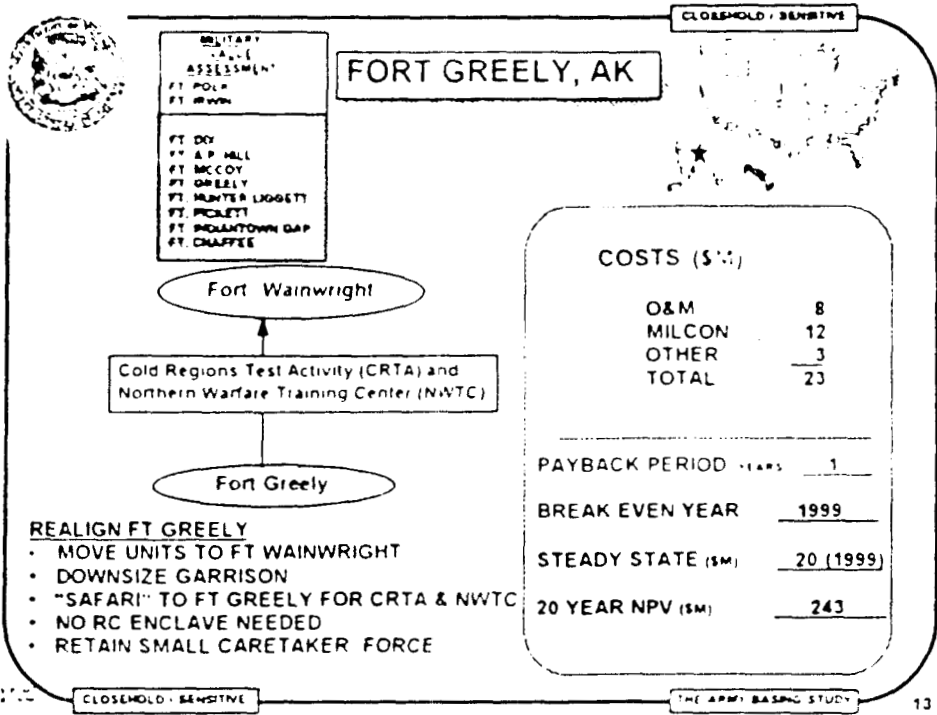 CLOSEHOLD - SENSITIVE
MILITARY
VALUE
ASSESSMENT
FT POLK
FT IRWIN
FT DIX
FT A.P. HILL
FT MCCOY
FT GREELY
FT. HUNTER LIGGETT
FT. PICKETT
FT. INDIANTOWN GAP
FT. CHAFFEE
FORT GREELY, AK
Fort Wainwright
Cold Regions Test Activity (CRTA) and
Northern Warfare Training Center (NWTC)
Fort Greely
REALIGN FT GREELY
• MOVE UNITS TO FT WAINWRIGHT
• DOWNSIZE GARRISON
• "SAFARI" TO FT GREELY FOR CRTA & NWTC
• NO RC ENCLAVE NEEDED
• RETAIN SMALL CARETAKER FORCE
COSTS ($M)
O&M 8
MILCON 12
OTHER 3
TOTAL 23
PAYBACK PERIOD YEARS 1
BREAK EVEN YEAR 1999
STEADY STATE ($M) 20 (1999)
20 YEAR NPV ($M) 243
CLOSEHOLD - SENSITIVE
THE ARMY BASING STUDY
13